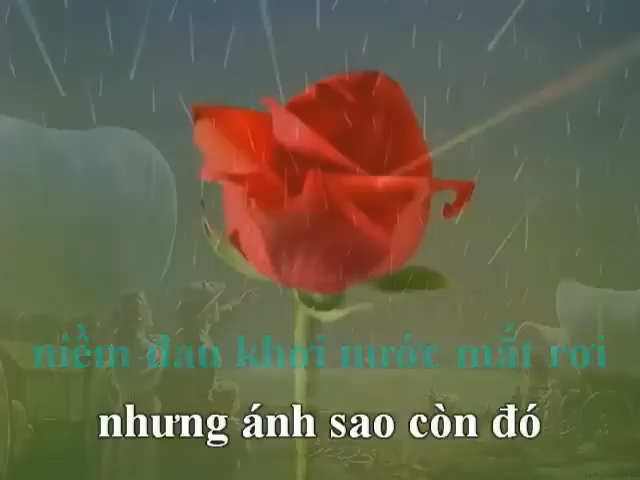 niềm đau khơi nước mắt rơi
nhưng ánh sao còn đó